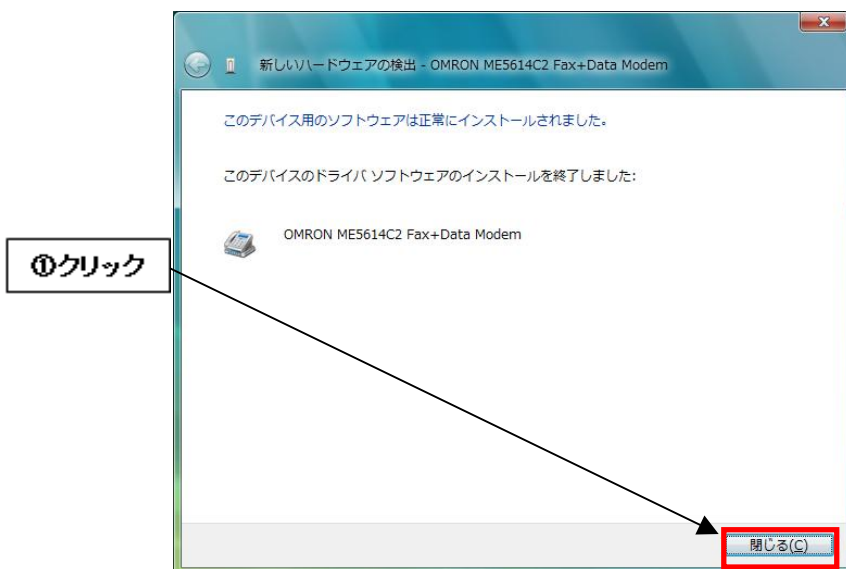 新しいハードウェアの検出 - OMRON ME5614C2 Fax+Data Modem
このデバイス用のソフトウェアは正常にインストールされました。
このデバイスのドライバ ソフトウェアのインストールを終了しました:
OMRON ME5614C2 Fax+Data Modem
①クリック
閉じる(C)